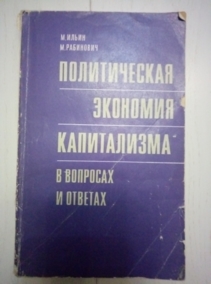 М. ИЛЬИН
М. РАБИНОВИЧ
ПОЛИТИЧЕСКАЯ
ЭКОНОМИЯ
КАПИТАЛИЗМА
В ВОПРОСАХ
И ОТВЕТАХ